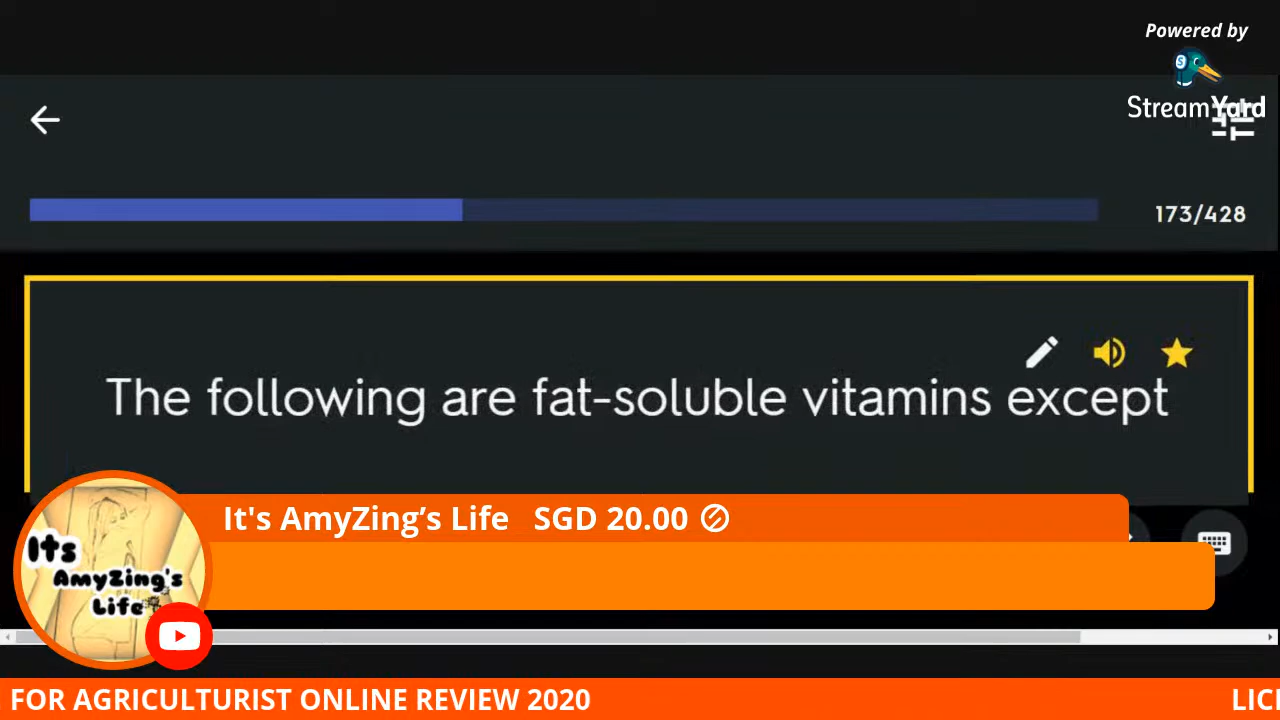 Powered by
StreamYard
173/428
The following are fat-soluble vitamins except
It's AmyZing’s Life SGD 20.00
Its
AmyZing's
Life
FOR AGRICULTURIST ONLINE REVIEW 2020
LICE